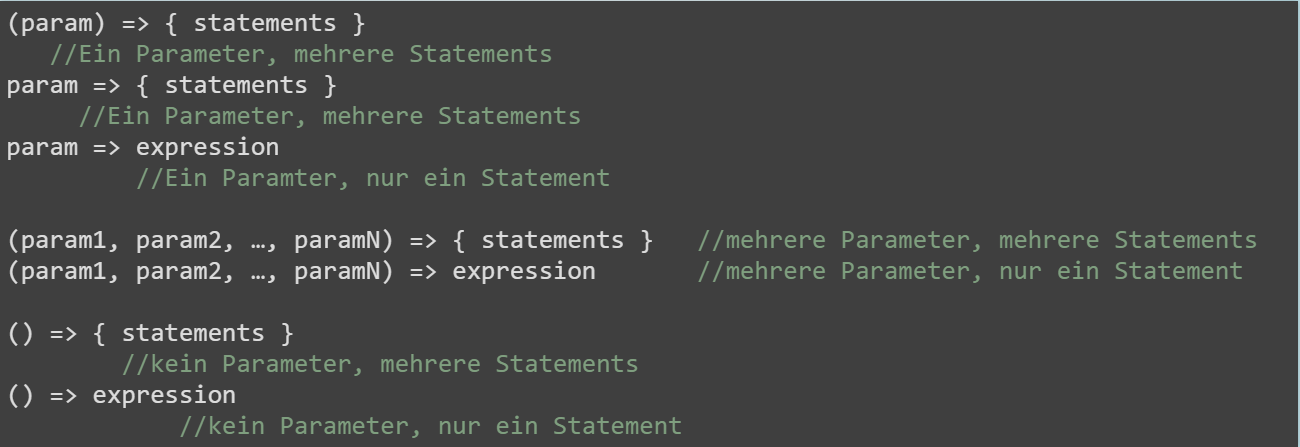 (param) => { statements }
//Ein Parameter, mehrere Statements
param => { statements }
//Ein Parameter, mehrere Statements
param => expression
//Ein Paramter, nur ein Statement
(param1, param2, …, paramN) => { statements } //mehrere Parameter, mehrere Statements
(param1, param2, …, paramN) => expression //mehrere Parameter, nur ein Statement
() => { statements }
//kein Parameter, mehrere Statements
() => expression
//kein Parameter, nur ein Statement